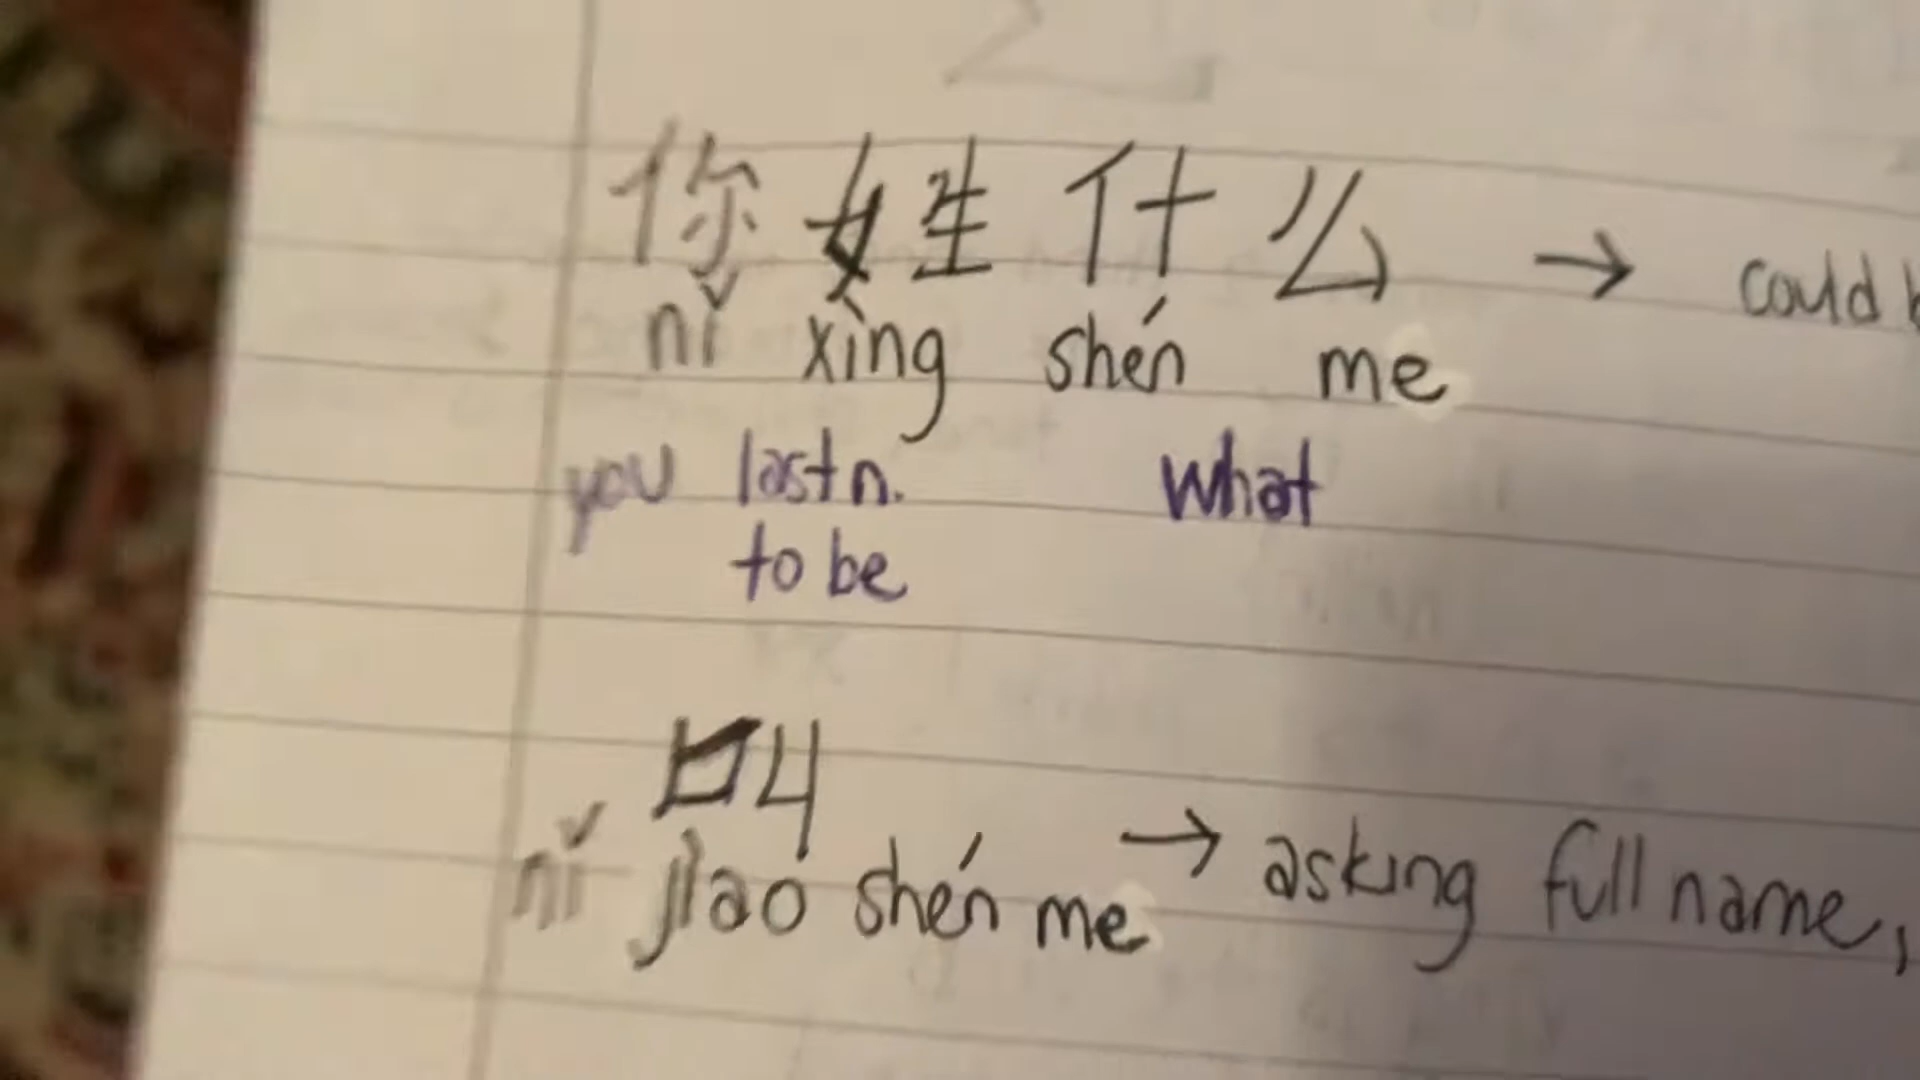 你姓什么 → could
nǐ xìng shén me
you last n. what
to be
叫
nǐ jìao shén me → asking full name,